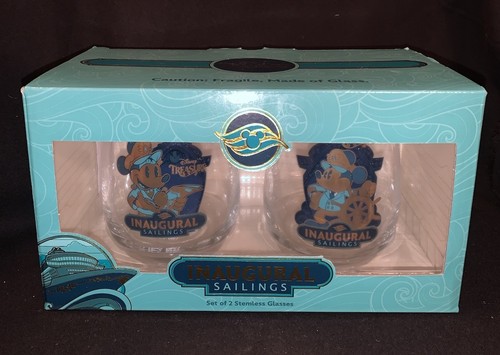 Caution: Fragile, Made of Glass.
Disney
TREASURE
INAUGURAL
SAILINGS
INAUGURAL
SAILINGS
INAUGURAL
SAILINGS
Set of 2 Stemless Glasses